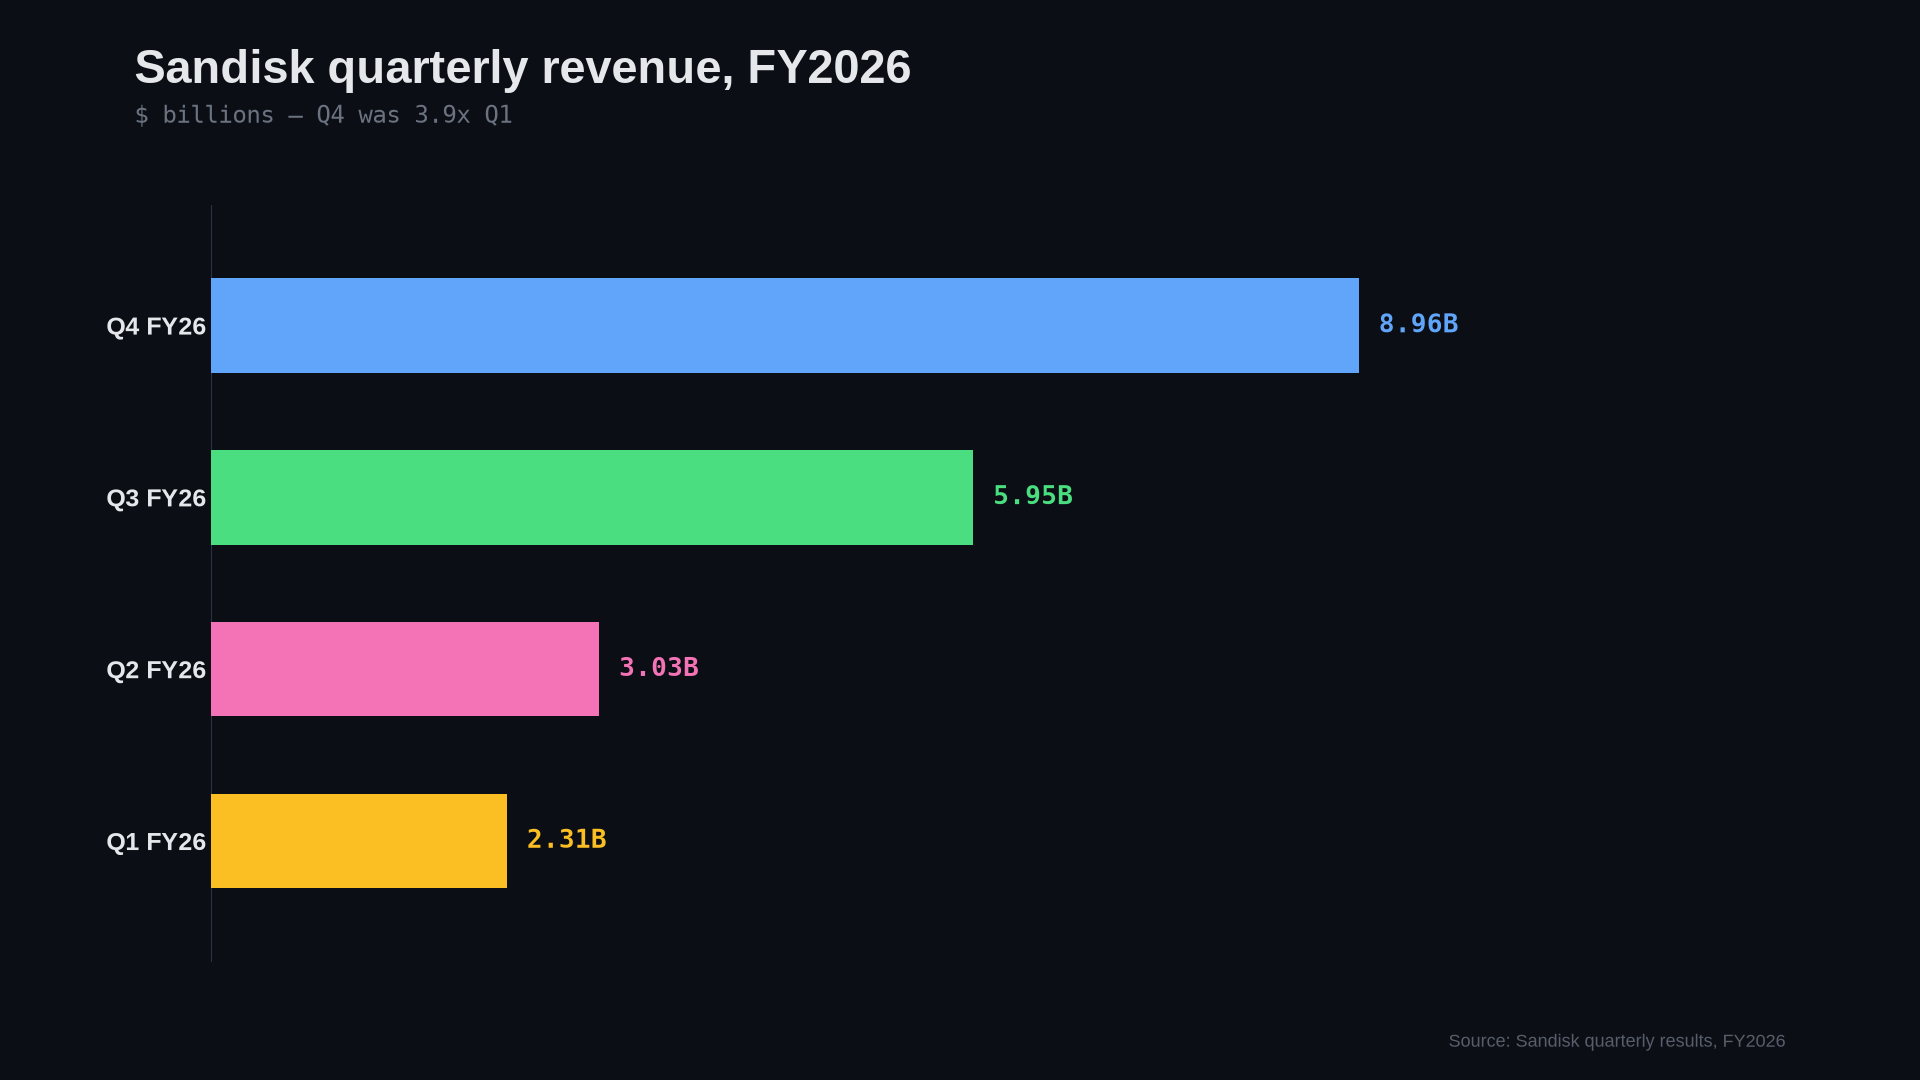 Sandisk quarterly revenue, FY2026
$ billions — Q4 was 3.9x Q1
Q4 FY26 8.96B
Q3 FY26 5.95B
Q2 FY26 3.03B
Q1 FY26 2.31B
Source: Sandisk quarterly results, FY2026